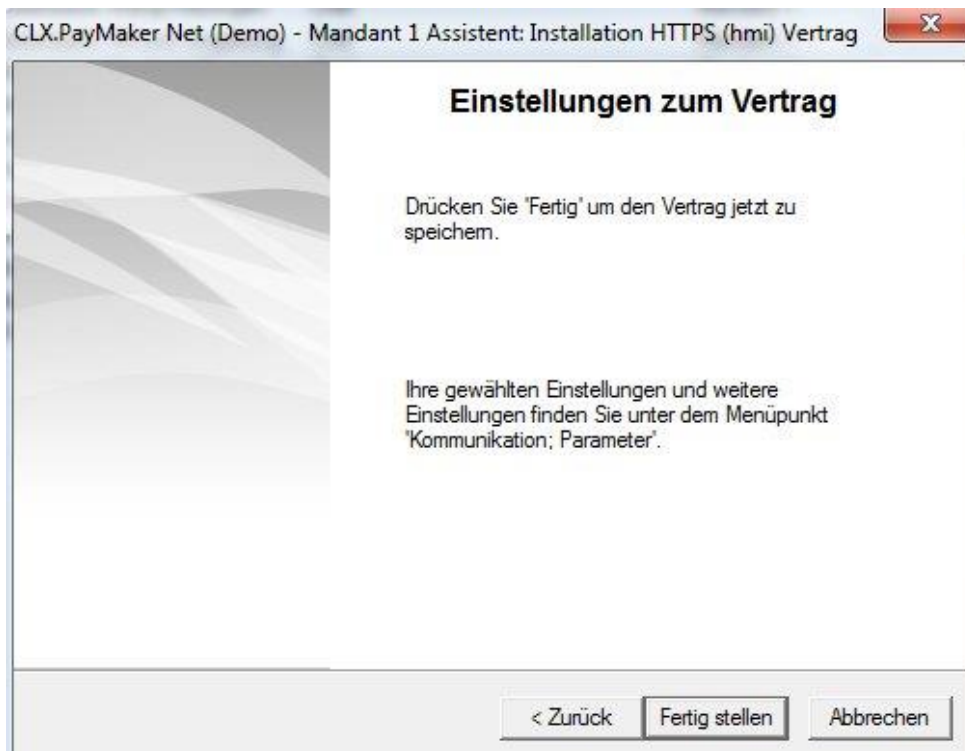 CLX.PayMaker Net (Demo) - Mandant 1 Assistent: Installation HTTPS (hmi) Vertrag
Einstellungen zum Vertrag
Drücken Sie 'Fertig' um den Vertrag jetzt zu
speichern.
Ihre gewählten Einstellungen und weitere
Einstellungen finden Sie unter dem Menüpunkt
'Kommunikation; Parameter'.
< Zurück
Fertig stellen
Abbrechen